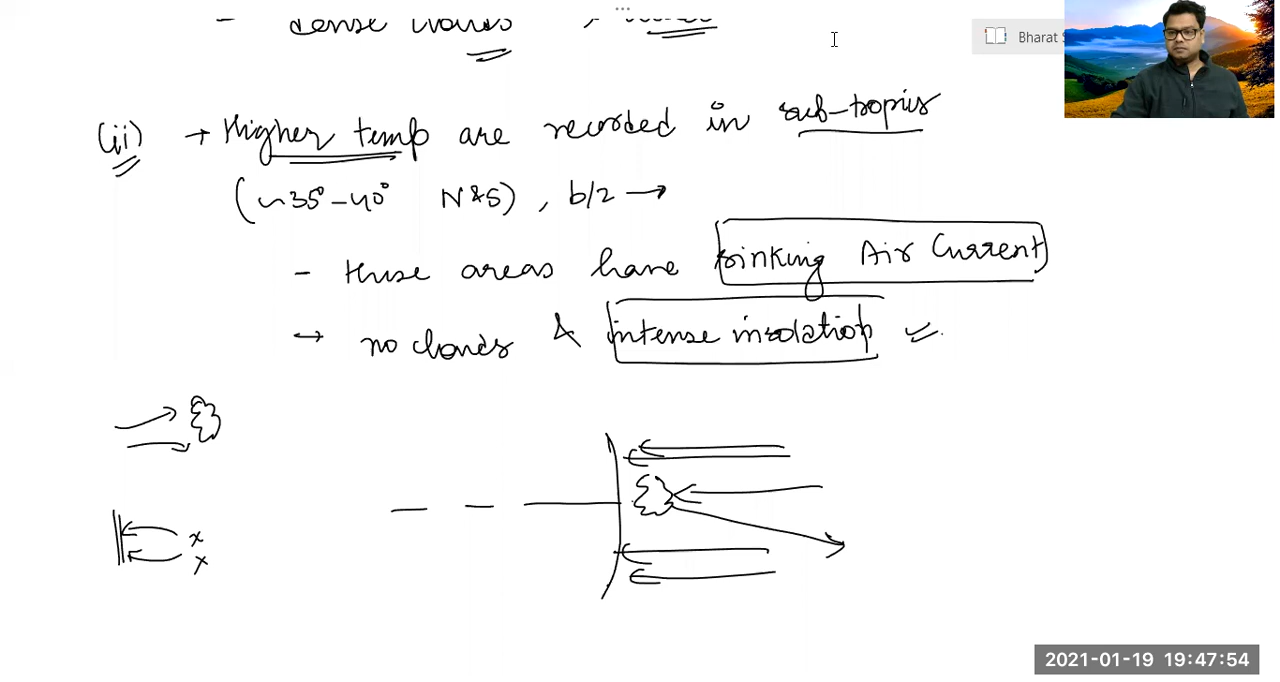 - dense
Bharat
(ii) → Higher temp are recorded in sub-tropics
(~35°-40° N&S), b/z →
- these areas have sinking Air Current
→ no clouds & intense insolation
x
x
2021-01-19 19:47:54